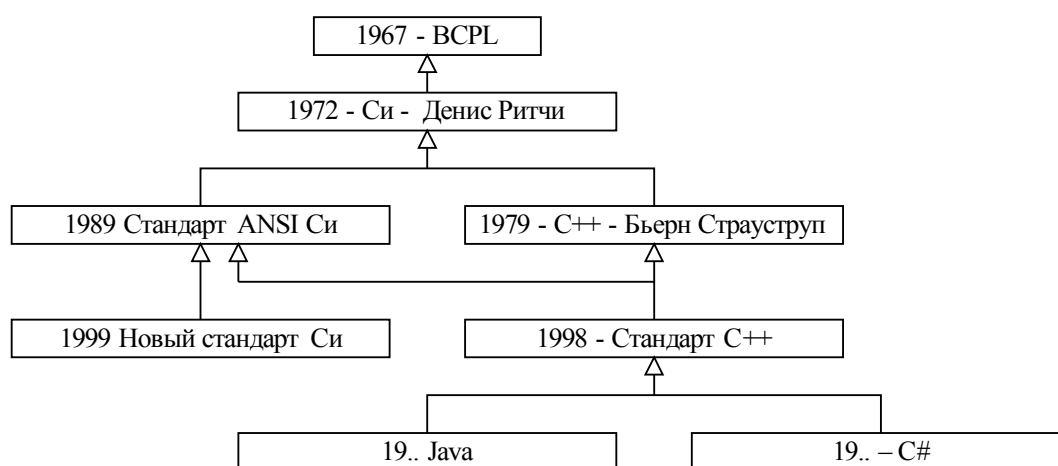 1967 - BCPL
1972 - Си - Денис Ритчи
1989 Стандарт ANSI Си
1979 - С++ - Бьерн Страуструп
1999 Новый стандарт Си
1998 - Стандарт С++
19.. Java
19.. – C#